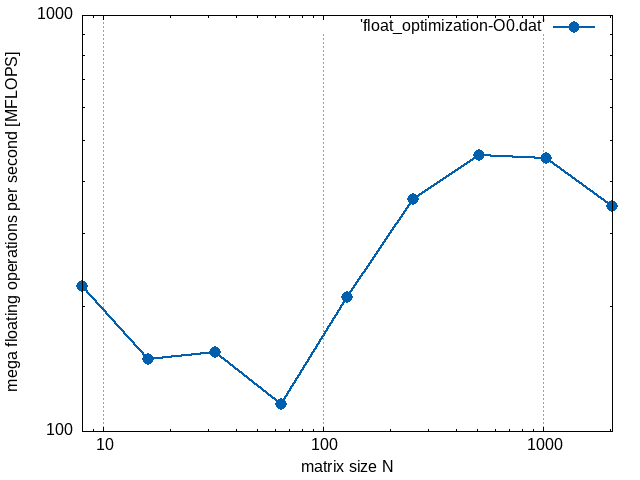 1000
'float_optimization-O0.dat'
mega floating operations per second [MFLOPS]
100
10
100
1000
matrix size N